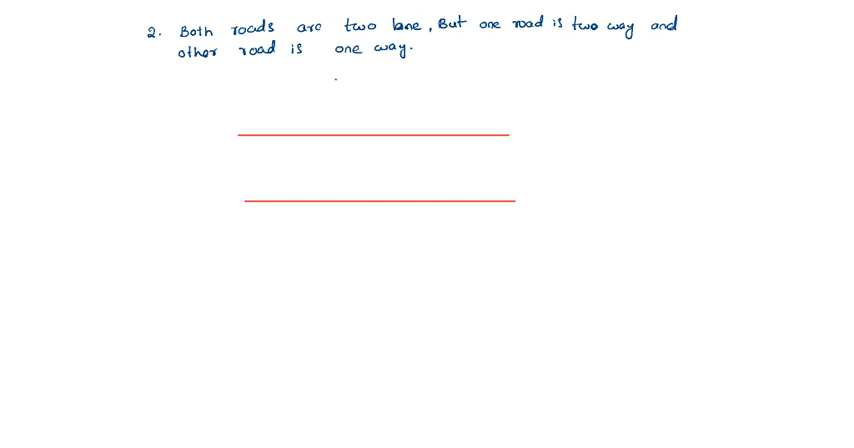 2. Both roads are two lane, But one road is two way and
other road is one way.